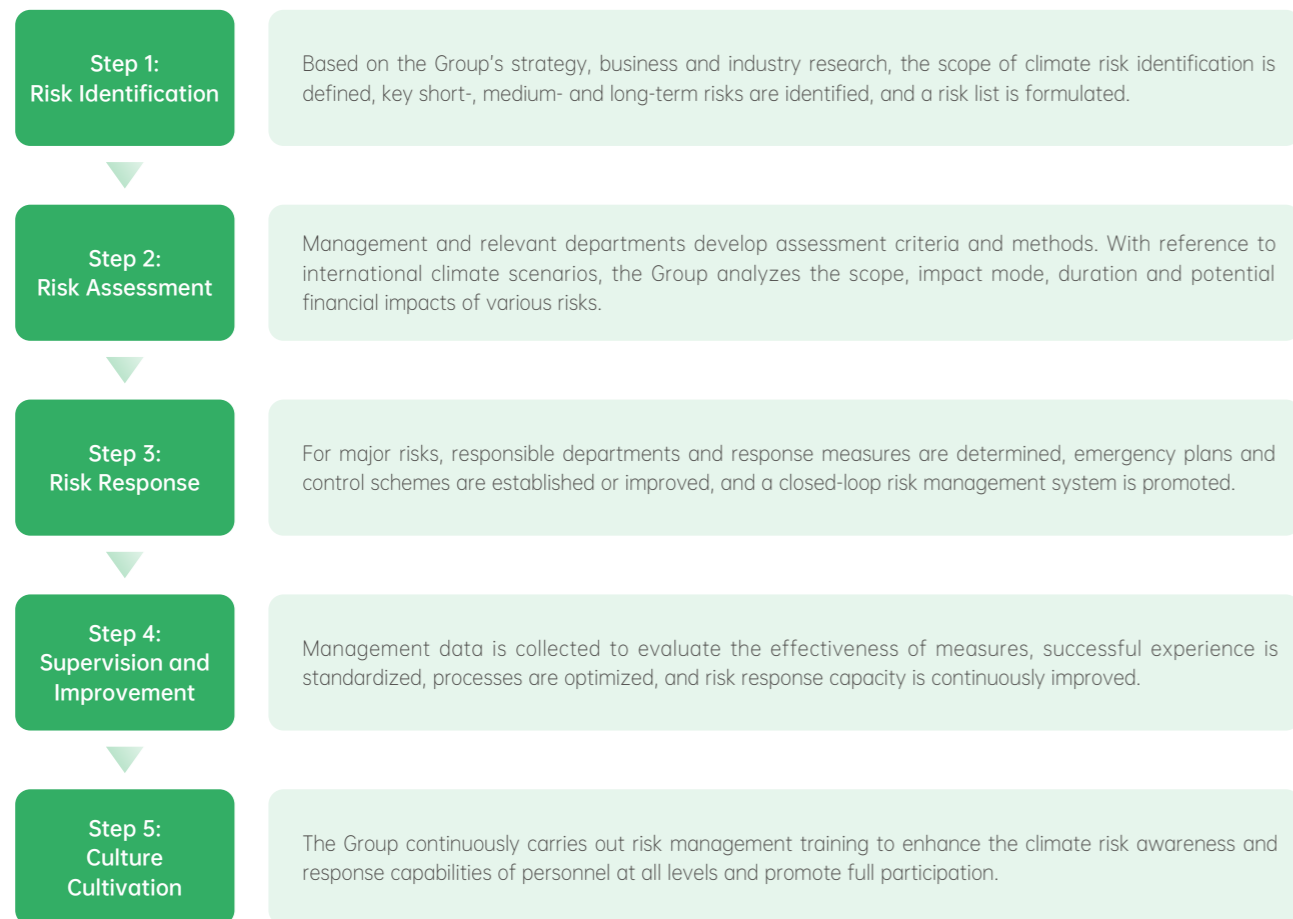 Step 1:
Risk Identification
Based on the Group's strategy, business and industry research, the scope of climate risk identification is
defined, key short-, medium- and long-term risks are identified, and a risk list is formulated.
Step 2:
Risk Assessment
Management and relevant departments develop assessment criteria and methods. With reference to
international climate scenarios, the Group analyzes the scope, impact mode, duration and potential
financial impacts of various risks.
Step 3:
Risk Response
For major risks, responsible departments and response measures are determined, emergency plans and
control schemes are established or improved, and a closed-loop risk management system is promoted.
Step 4:
Supervision and
Improvement
Management data is collected to evaluate the effectiveness of measures, successful experience is
standardized, processes are optimized, and risk response capacity is continuously improved.
Step 5:
Culture
Cultivation
The Group continuously carries out risk management training to enhance the climate risk awareness and
response capabilities of personnel at all levels and promote full participation.